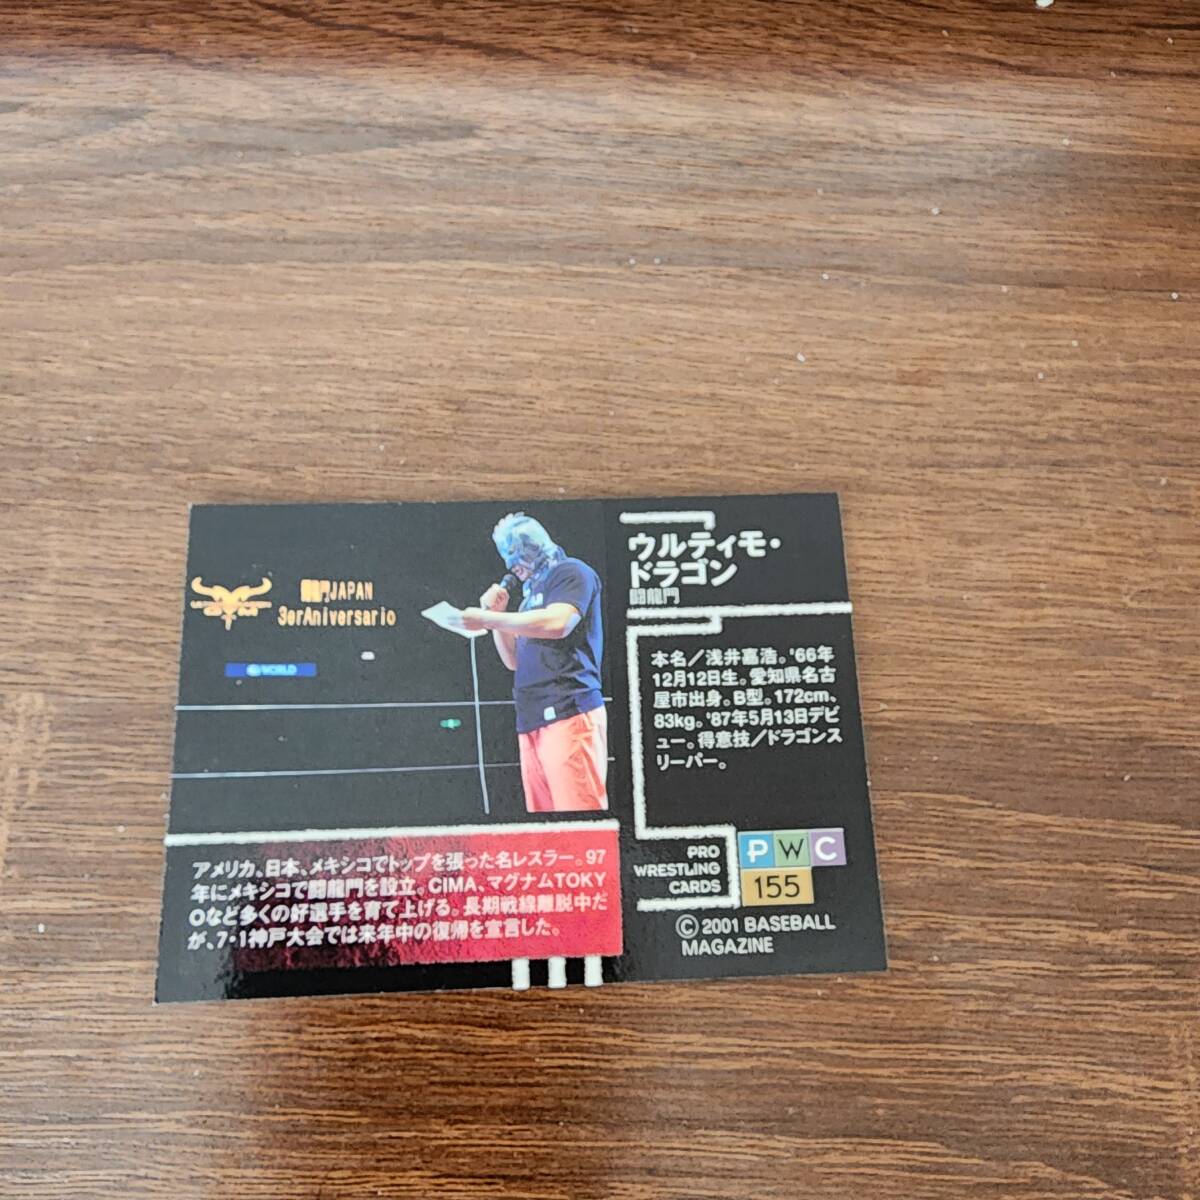 闘龍門JAPAN
3erAniversario
WORLD
ウルティモ・
ドラゴン
闘龍門
本名／浅井嘉浩。'66年
12月12日生。愛知県名古
屋市出身。B型。172cm、
83kg。'87年5月13日デビ
ュー。得意技／ドラゴンス
リーパー。
アメリカ、日本、メキシコでトップを張った名レスラー。97
年にメキシコで闘龍門を設立。CIMA、マグナムTOKY
Oなど多くの好選手を育て上げる。長期戦線離脱中だ
が、7・1神戸大会では来年中の復帰を宣言した。
PRO
WRESTLING
CARDS
PWC
155
© 2001 BASEBALL
MAGAZINE